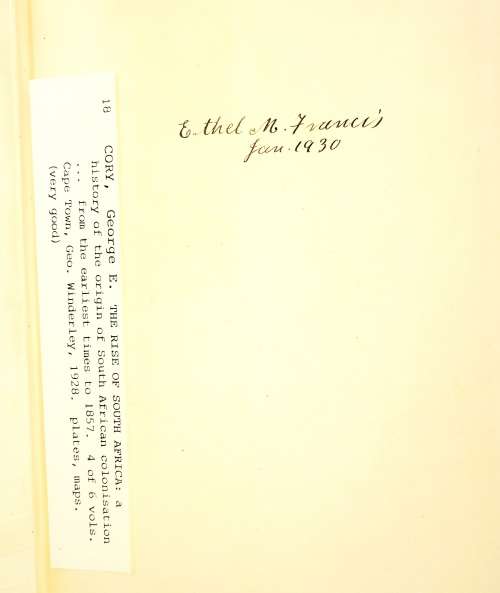 Ethel M. Francis
Jan. 1930
18 CORY, George E. THE RISE OF SOUTH AFRICA: a
history of the origin of South African colonisation
... from the earliest times to 1857. 4 of 6 vols.
Cape Town, Geo. Winderley, 1928. plates, maps.
(very good)